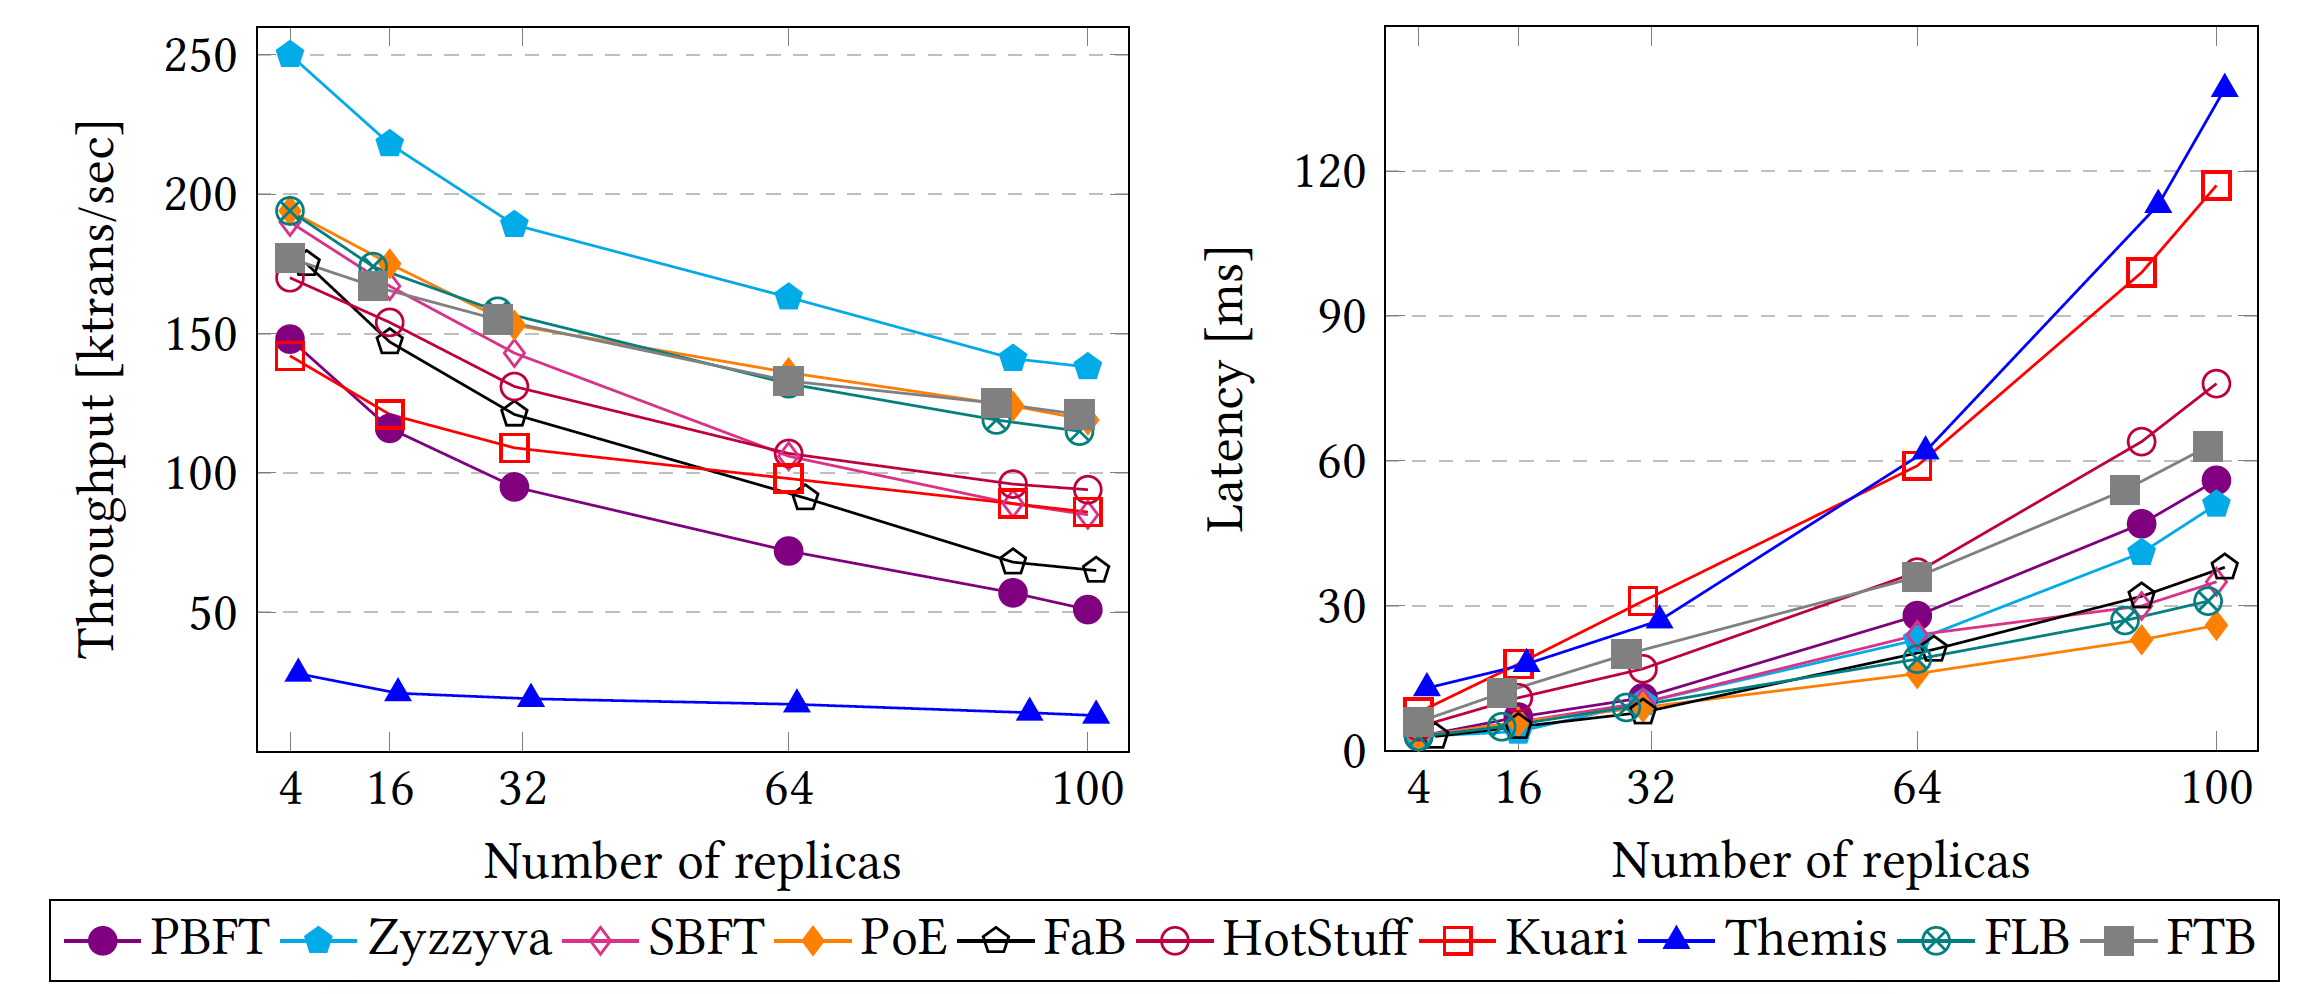 250
200
150
100
50
Throughput [ktrans/sec]
4 16 32 64 100
Number of replicas
120
90
60
30
0
Latency [ms]
4 16 32 64 100
Number of replicas
PBFT Zyzzyva SBFT PoE FaB HotStuff Kuari Themis FLB FTB